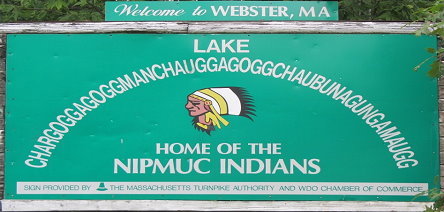 Welcome to WEBSTER, MA
LAKE
CHARGOGGAGOGGMANCHAUGGAGOGGCHAUBUNAGUNGAMAUGG
HOME OF THE
NIPMUC INDIANS
SIGN PROVIDED BY THE MASSACHUSETTS TURNPIKE AUTHORITY AND WDO CHAMBER OF COMMERCE